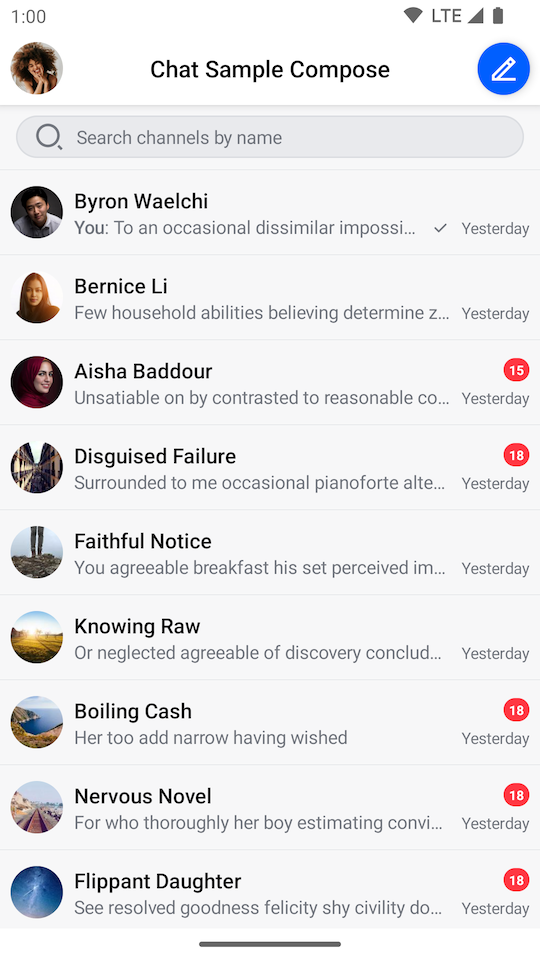 1:00 LTE
Chat Sample Compose
Search channels by name
Byron Waelchi
You: To an occasional dissimilar impossi... Yesterday
Bernice Li
Few household abilities believing determine z... Yesterday
Aisha Baddour 15
Unsatiable on by contrasted to reasonable co... Yesterday
Disguised Failure 18
Surrounded to me occasional pianoforte alte... Yesterday
Faithful Notice
You agreeable breakfast his set perceived im... Yesterday
Knowing Raw
Or neglected agreeable of discovery conclud... Yesterday
Boiling Cash 18
Her too add narrow having wished Yesterday
Nervous Novel 18
For who thoroughly her boy estimating convi... Yesterday
Flippant Daughter 18
See resolved goodness felicity shy civility do... Yesterday